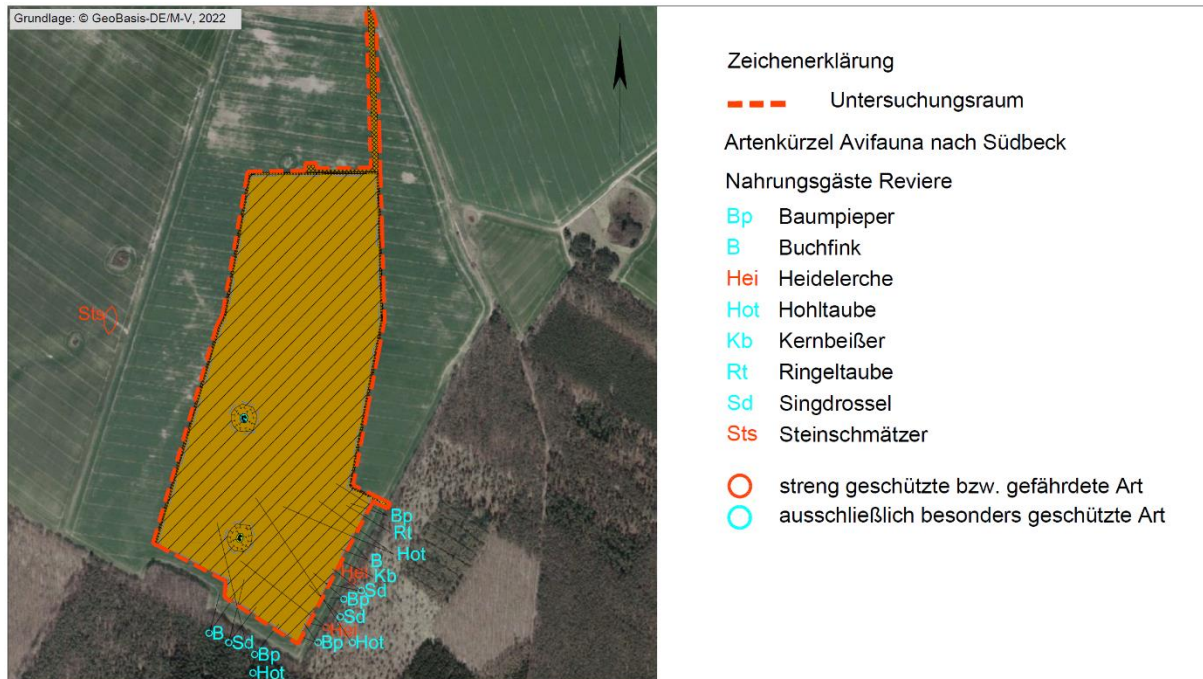 Grundlage: © GeoBasis-DE/M-V, 2022
Sts
Bp
Rt
Hot
B
Hei
Kb
Sd
Bp
Sd
Hei
Bp
Hot
B
Sd
Bp
Hot
Zeichenerklärung
Untersuchungsraum
Artenkürzel Avifauna nach Südbeck
Nahrungsgäste Reviere
Bp Baumpieper
B Buchfink
Hei Heidelerche
Hot Hohltaube
Kb Kernbeißer
Rt Ringeltaube
Sd Singdrossel
Sts Steinschmätzer
streng geschützte bzw. gefährdete Art
ausschließlich besonders geschützte Art